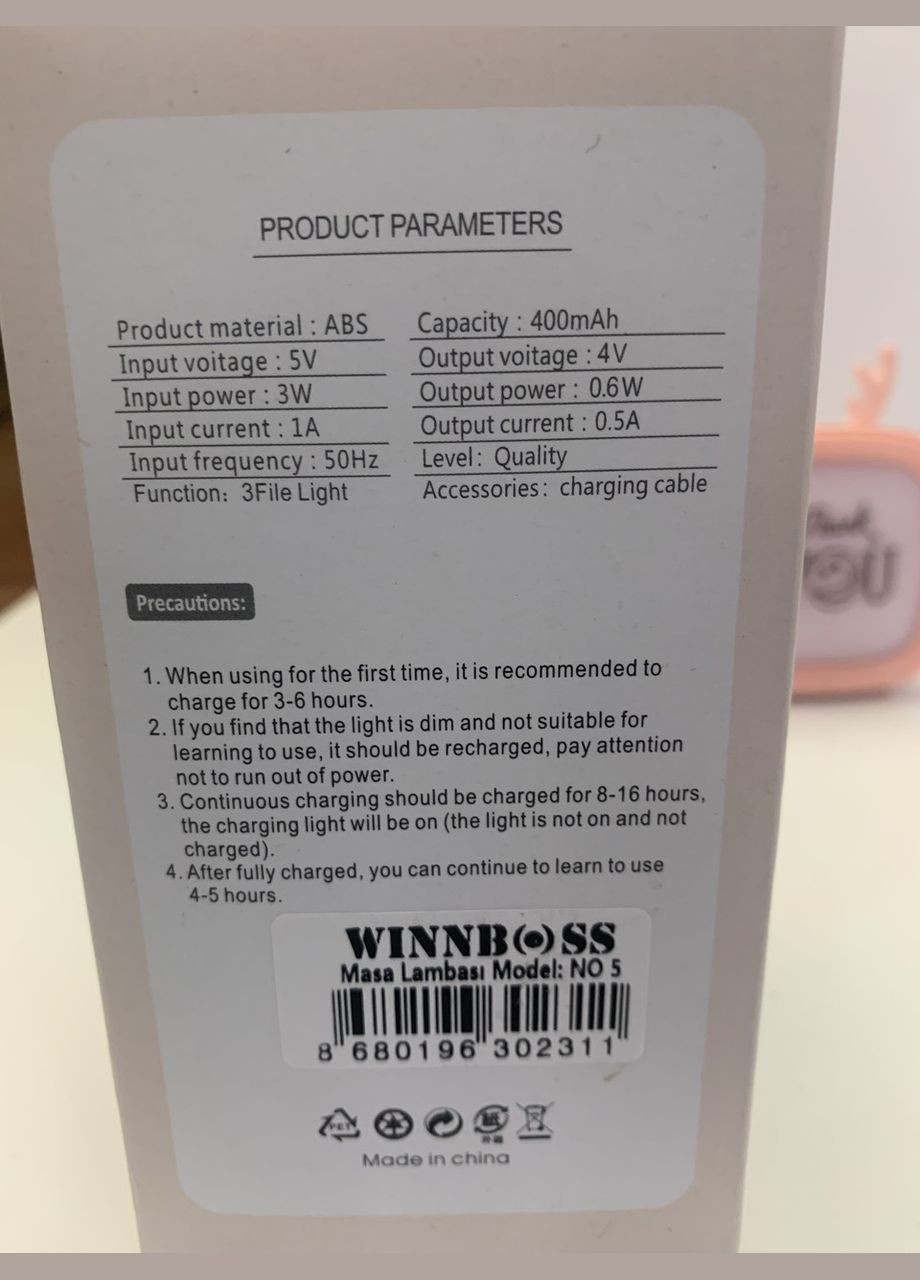 PRODUCT PARAMETERS
Product material : ABS
Input voitage : 5V
Input power : 3W
Input current : 1A
Input frequency : 50Hz
Function: 3File Light
Capacity : 400mAh
Output voitage : 4V
Output power : 0.6W
Output current : 0.5A
Level: Quality
Accessories: charging cable
Precautions:
1. When using for the first time, it is recommended to
charge for 3-6 hours.
2. If you find that the light is dim and not suitable for
learning to use, it should be recharged, pay attention
not to run out of power.
3. Continuous charging should be charged for 8-16 hours,
the charging light will be on (the light is not on and not
charged).
4. After fully charged, you can continue to learn to use
4-5 hours.
WINNBOSS
Masa Lambası Model: NO 5
8 680196 302311
PET
Made in china
YOU